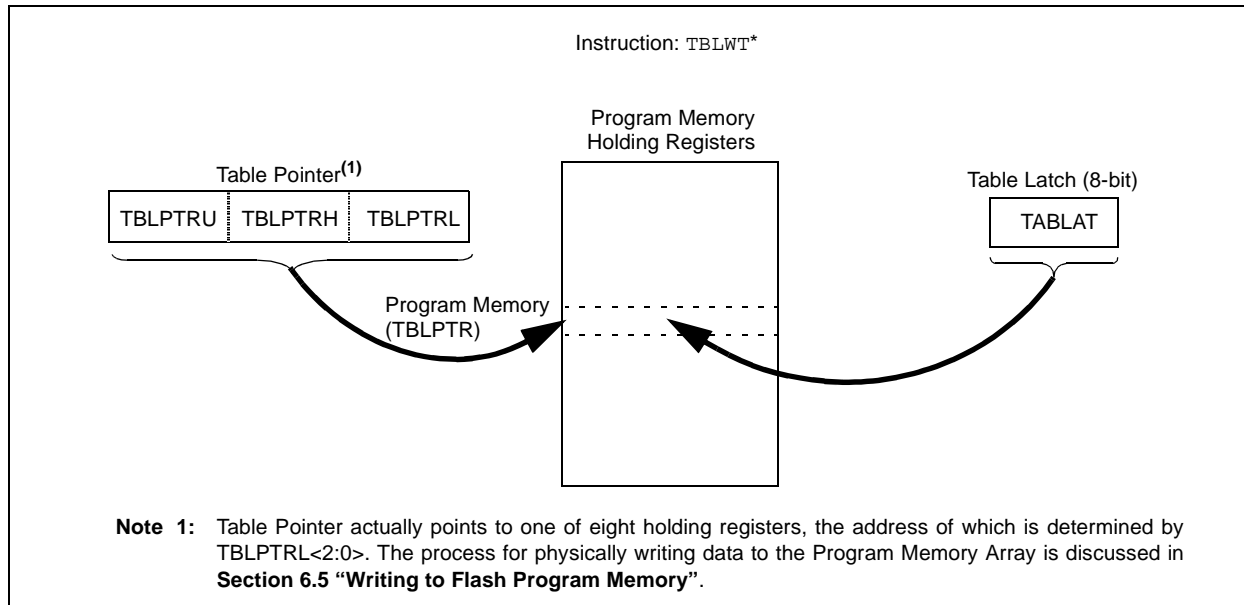 Instruction: TBLWT*
Program Memory
Holding Registers
Table Pointer(1)
Table Latch (8-bit)
TBLPTRU TBLPTRH TBLPTRL
TABLAT
Program Memory
(TBLPTR)
Note 1: Table Pointer actually points to one of eight holding registers, the address of which is determined by
TBLPTRL<2:0>. The process for physically writing data to the Program Memory Array is discussed in
Section 6.5 “Writing to Flash Program Memory”.